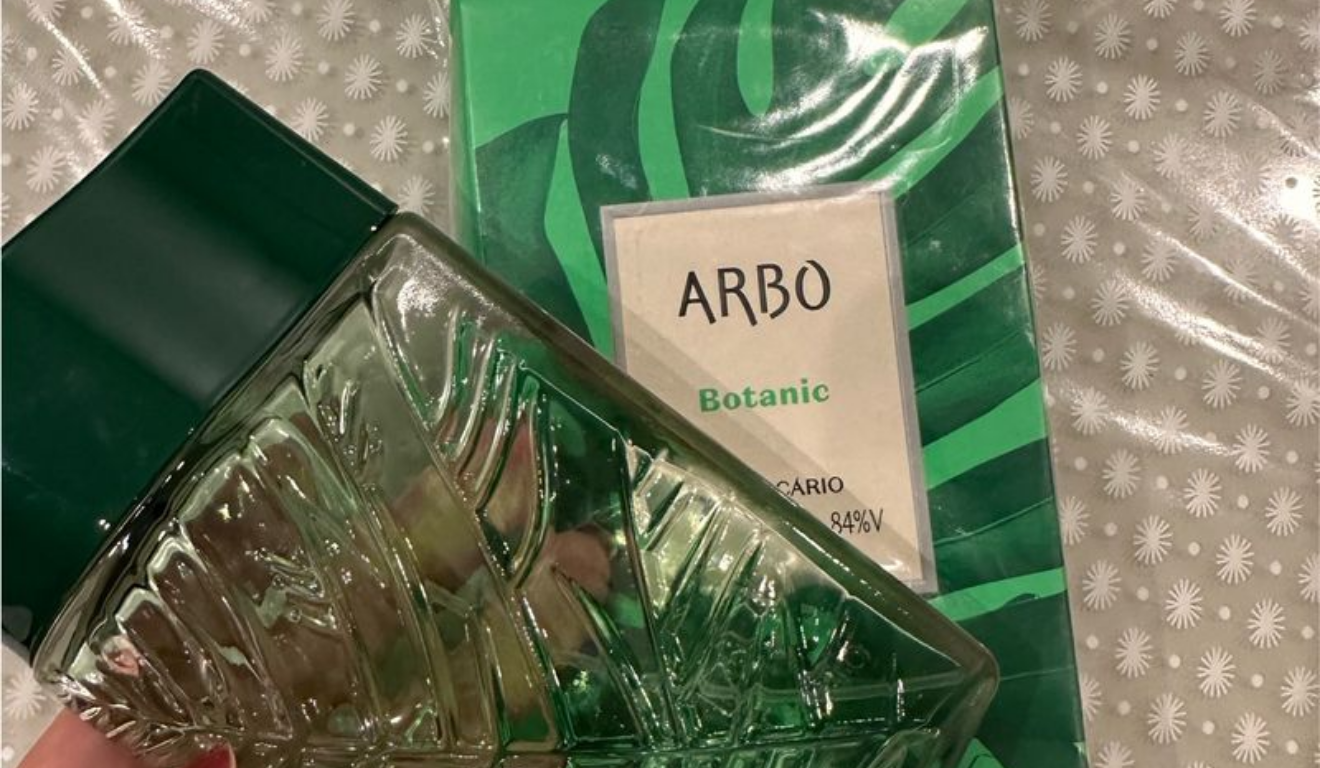 ARBO
Botanic
CÁRIO
84%V